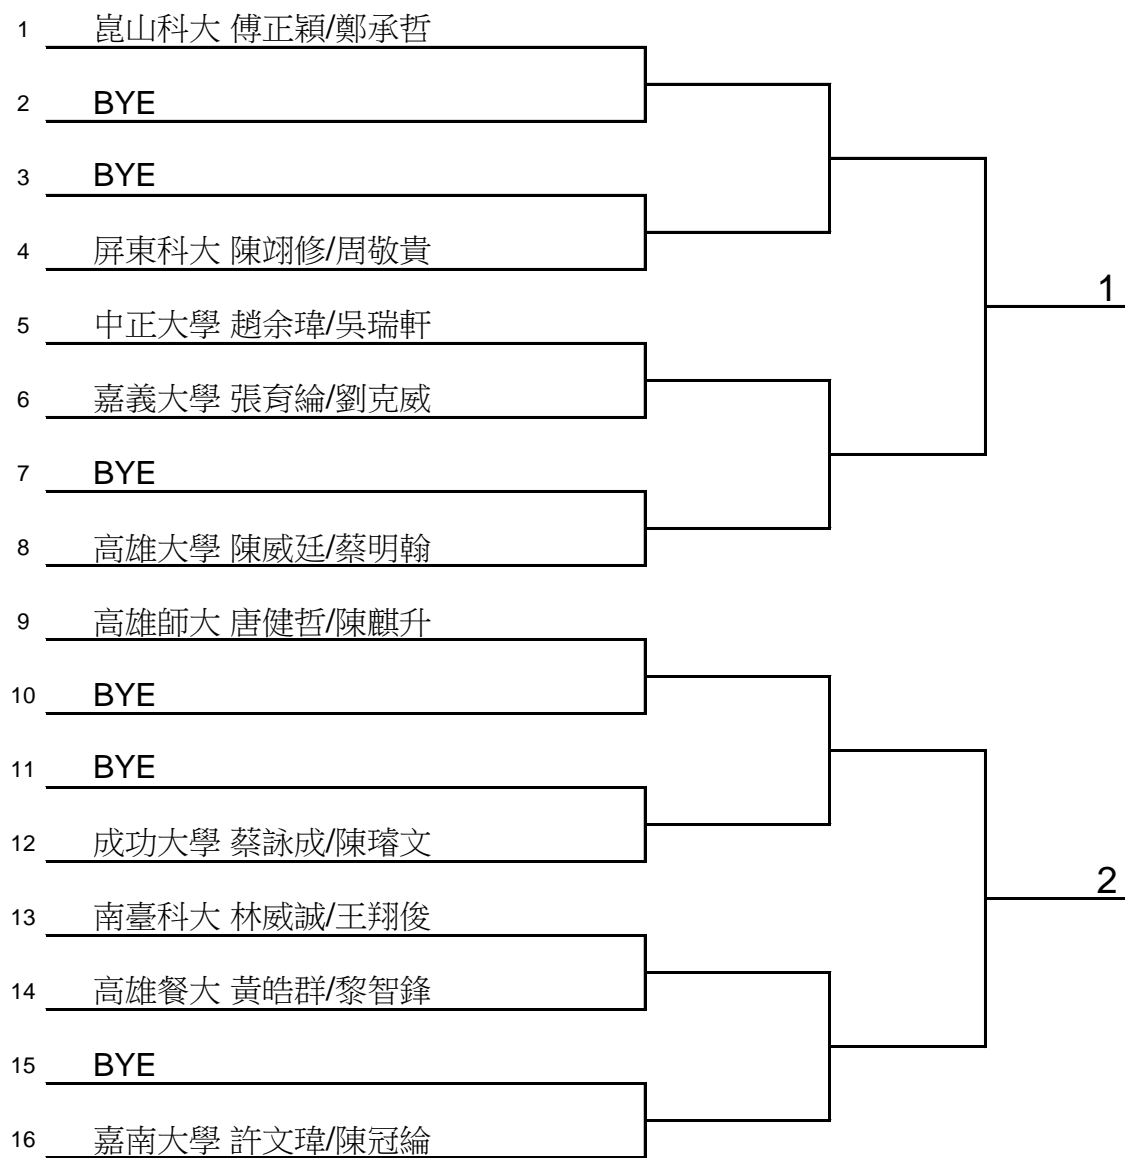 1 崑山科大 傅正穎/鄭承哲
2 BYE
3 BYE
4 屏東科大 陳翊修/周敬貴
1
5 中正大學 趙余瑋/吳瑞軒
6 嘉義大學 張育綸/劉克威
7 BYE
8 高雄大學 陳威廷/蔡明翰
9 高雄師大 唐健哲/陳麒升
10 BYE
11 BYE
12 成功大學 蔡詠成/陳璿文
2
13 南臺科大 林威誠/王翔俊
14 高雄餐大 黃皓群/黎智鋒
15 BYE
16 嘉南大學 許文瑋/陳冠綸